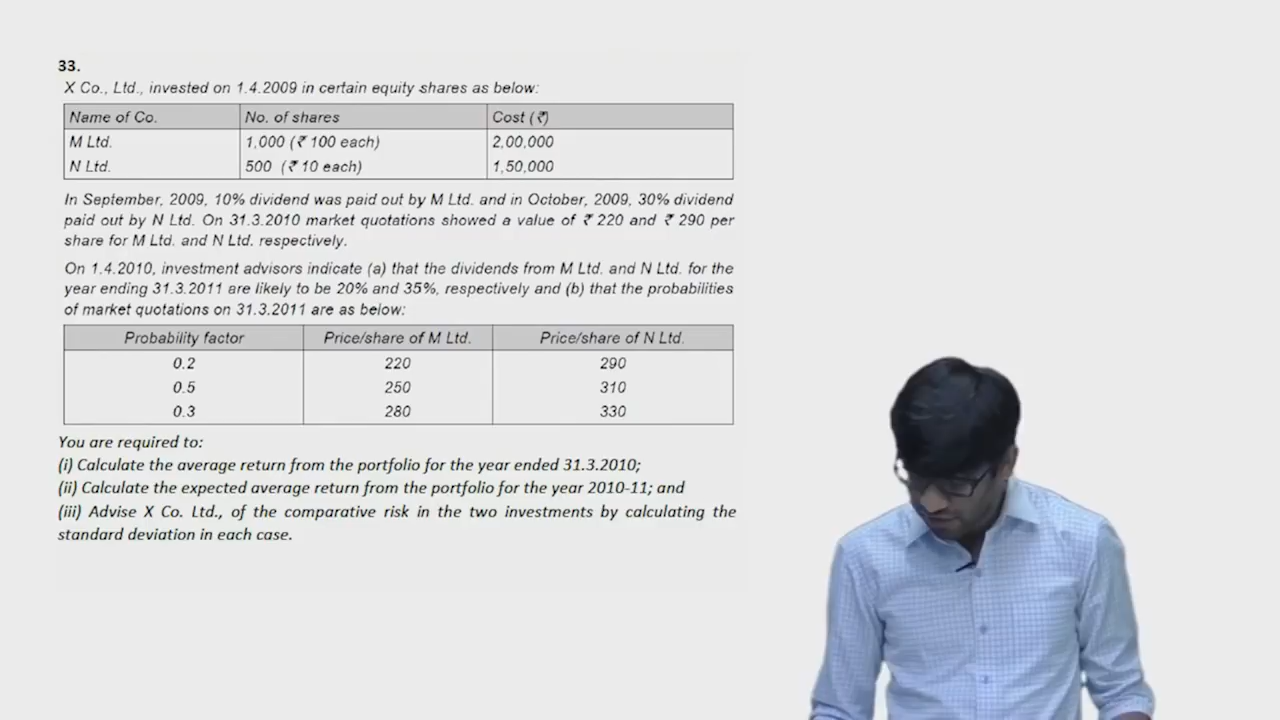 33.
X Co., Ltd., invested on 1.4.2009 in certain equity shares as below:
Name of Co. No. of shares Cost (₹)
M Ltd. 1,000 (₹ 100 each) 2,00,000
N Ltd. 500 (₹ 10 each) 1,50,000
In September, 2009, 10% dividend was paid out by M Ltd. and in October, 2009, 30% dividend
paid out by N Ltd. On 31.3.2010 market quotations showed a value of ₹ 220 and ₹ 290 per
share for M Ltd. and N Ltd. respectively.
On 1.4.2010, investment advisors indicate (a) that the dividends from M Ltd. and N Ltd. for the
year ending 31.3.2011 are likely to be 20% and 35%, respectively and (b) that the probabilities
of market quotations on 31.3.2011 are as below:
Probability factor Price/share of M Ltd. Price/share of N Ltd.
0.2 220 290
0.5 250 310
0.3 280 330
You are required to:
(i) Calculate the average return from the portfolio for the year ended 31.3.2010;
(ii) Calculate the expected average return from the portfolio for the year 2010-11; and
(iii) Advise X Co. Ltd., of the comparative risk in the two investments by calculating the
standard deviation in each case.